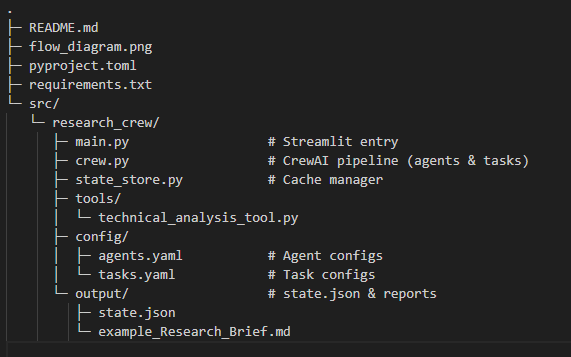 .
├─ README.md
├─ flow_diagram.png
├─ pyproject.toml
├─ requirements.txt
└─ src/
   └─ research_crew/
      ├─ main.py                  # Streamlit entry
      ├─ crew.py                  # CrewAI pipeline (agents & tasks)
      ├─ state_store.py           # Cache manager
      ├─ tools/
      │  └─ technical_analysis_tool.py
      ├─ config/
      │  ├─ agents.yaml           # Agent configs
      │  └─ tasks.yaml            # Task configs
      └─ output/                  # state.json & reports
         ├─ state.json
         └─ example_Research_Brief.md